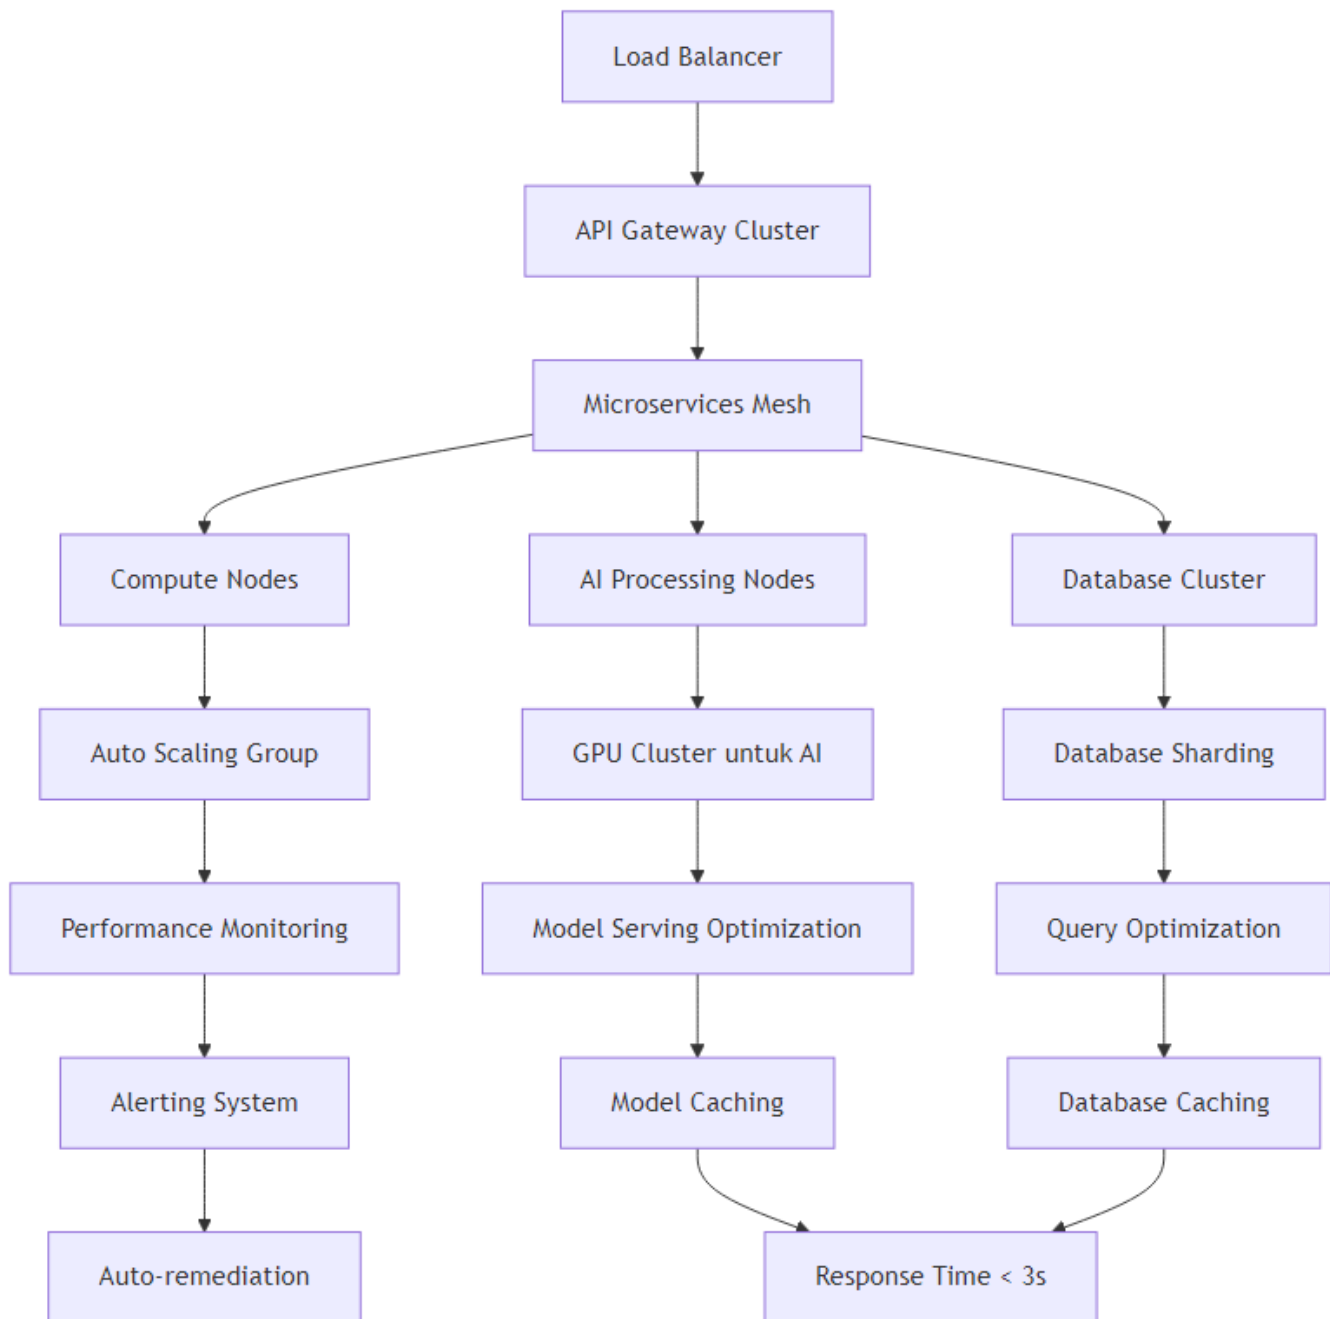 Load Balancer
API Gateway Cluster
Microservices Mesh
Compute Nodes
AI Processing Nodes
Database Cluster
Auto Scaling Group
GPU Cluster untuk AI
Database Sharding
Performance Monitoring
Model Serving Optimization
Query Optimization
Alerting System
Model Caching
Database Caching
Auto-remediation
Response Time < 3s